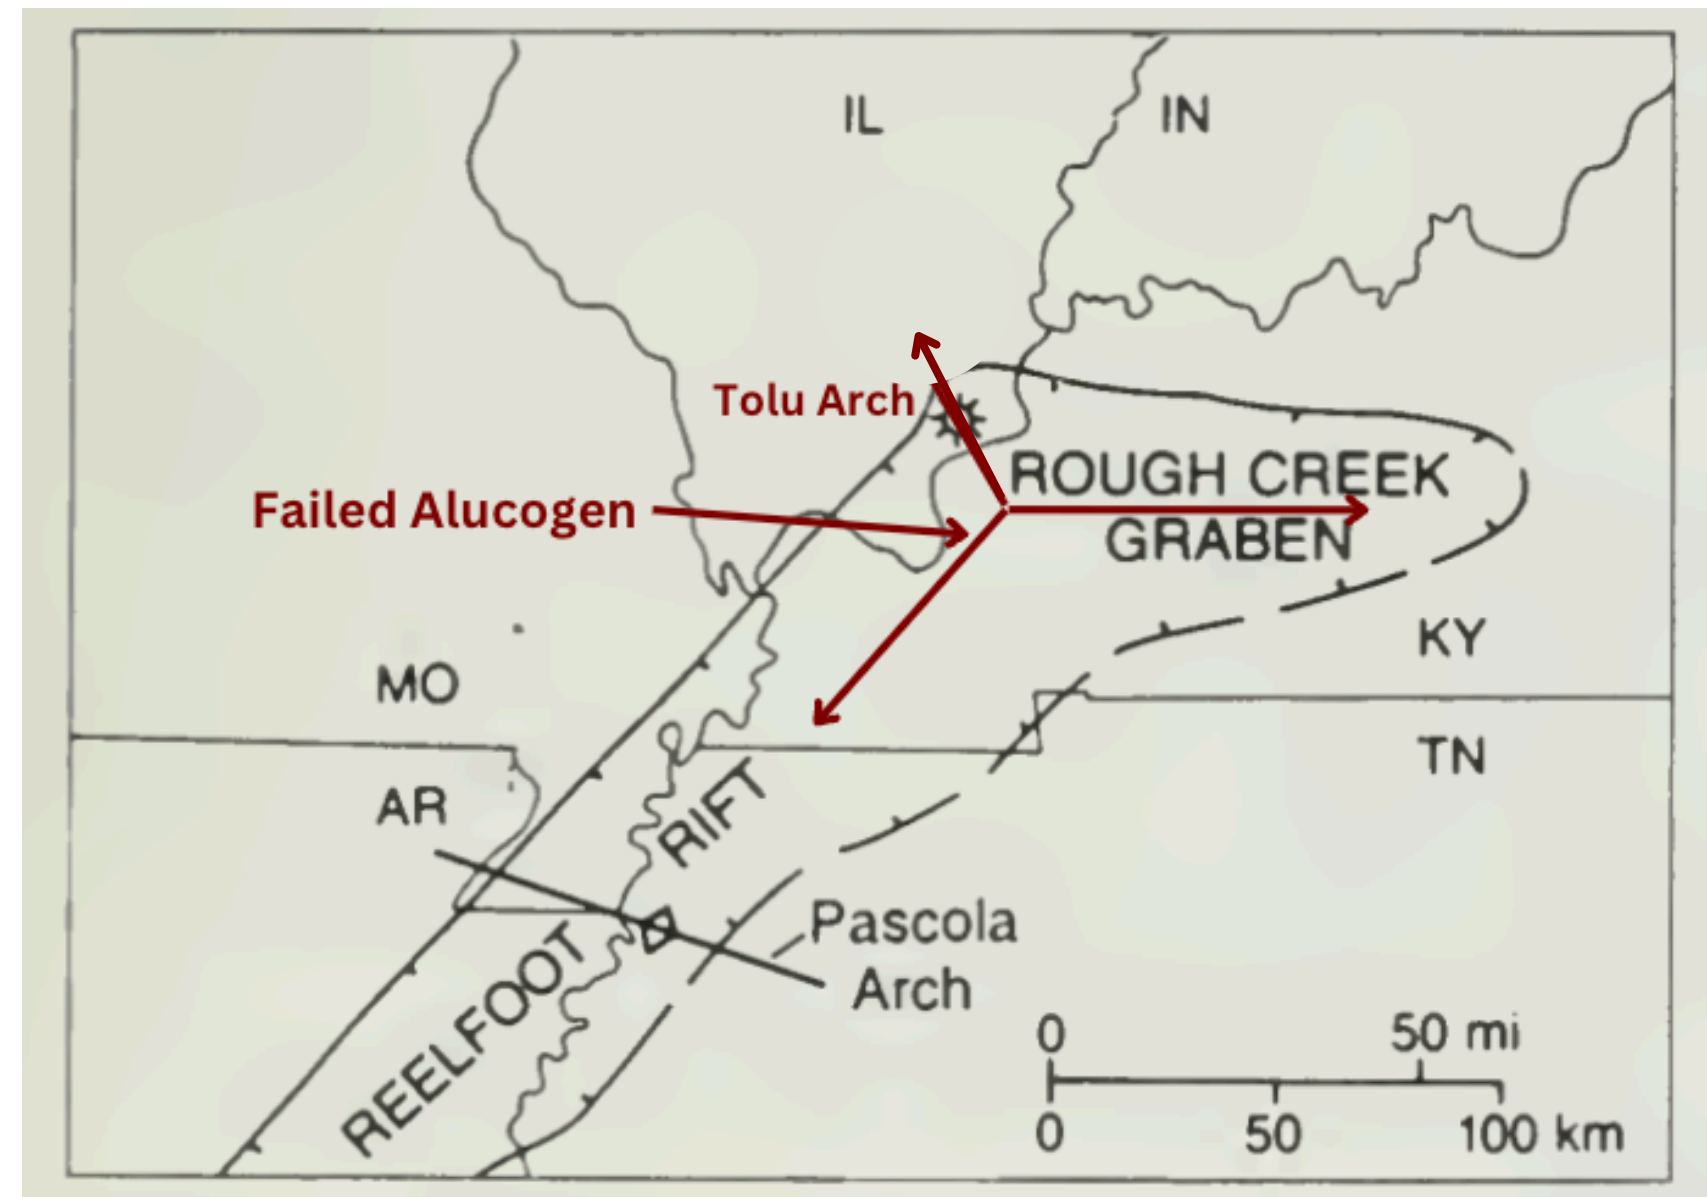 IL
IN
Tolu Arch
ROUGH CREEK
GRABEN
Failed Alucogen
KY
MO
TN
AR
RIFT
REELFOOT
Pascola
Arch
0 50 mi
0 50 100 km